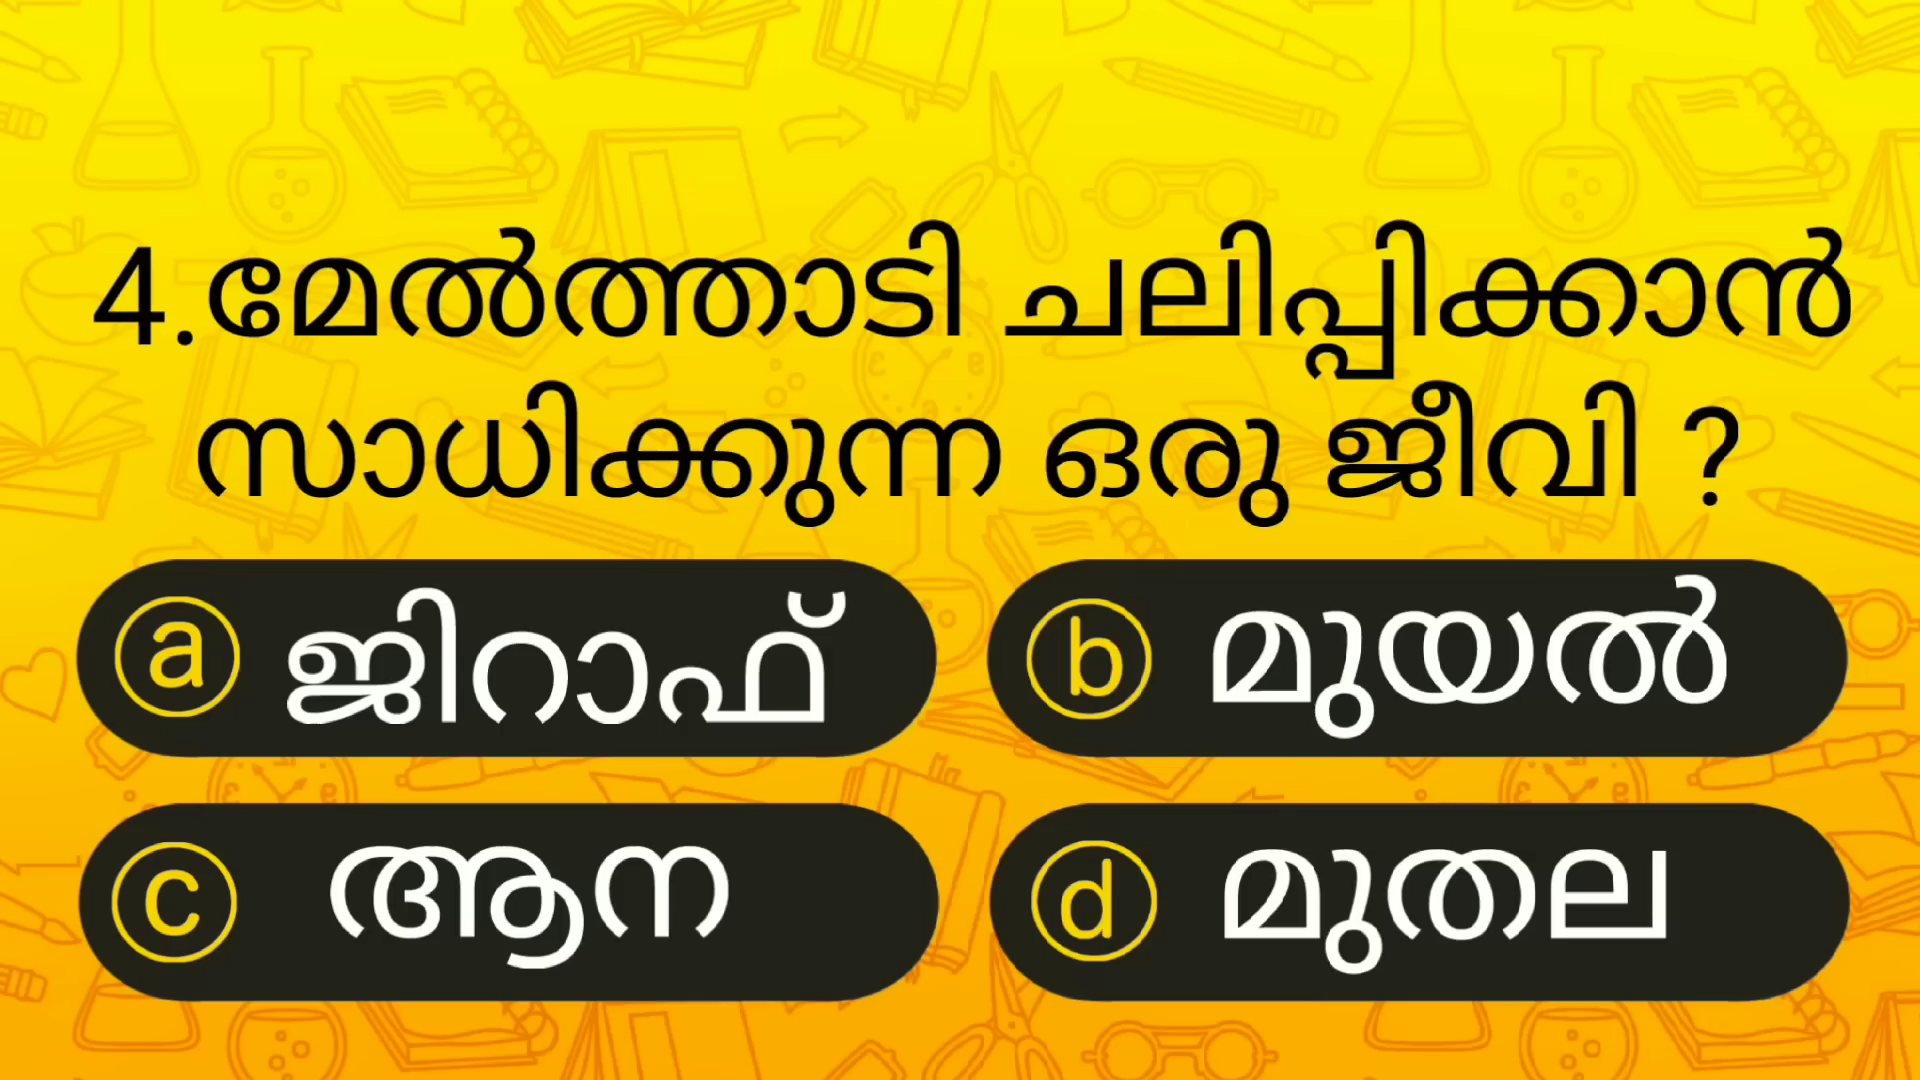 4.മേൽത്താടി ചലിപ്പിക്കാൻ
സാധിക്കുന്ന ഒരു ജീവി ?
a ജിറാഫ്
b മുയൽ
c ആന
d മുതല